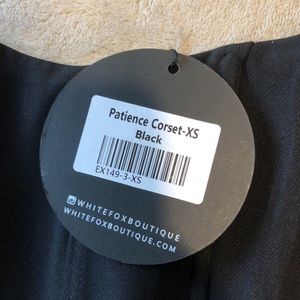 Patience Corset-XS
Black
EX149-3-XS
WHITEFOXBOUTIQUE
WHITEFOXBOUTIQUE.COM